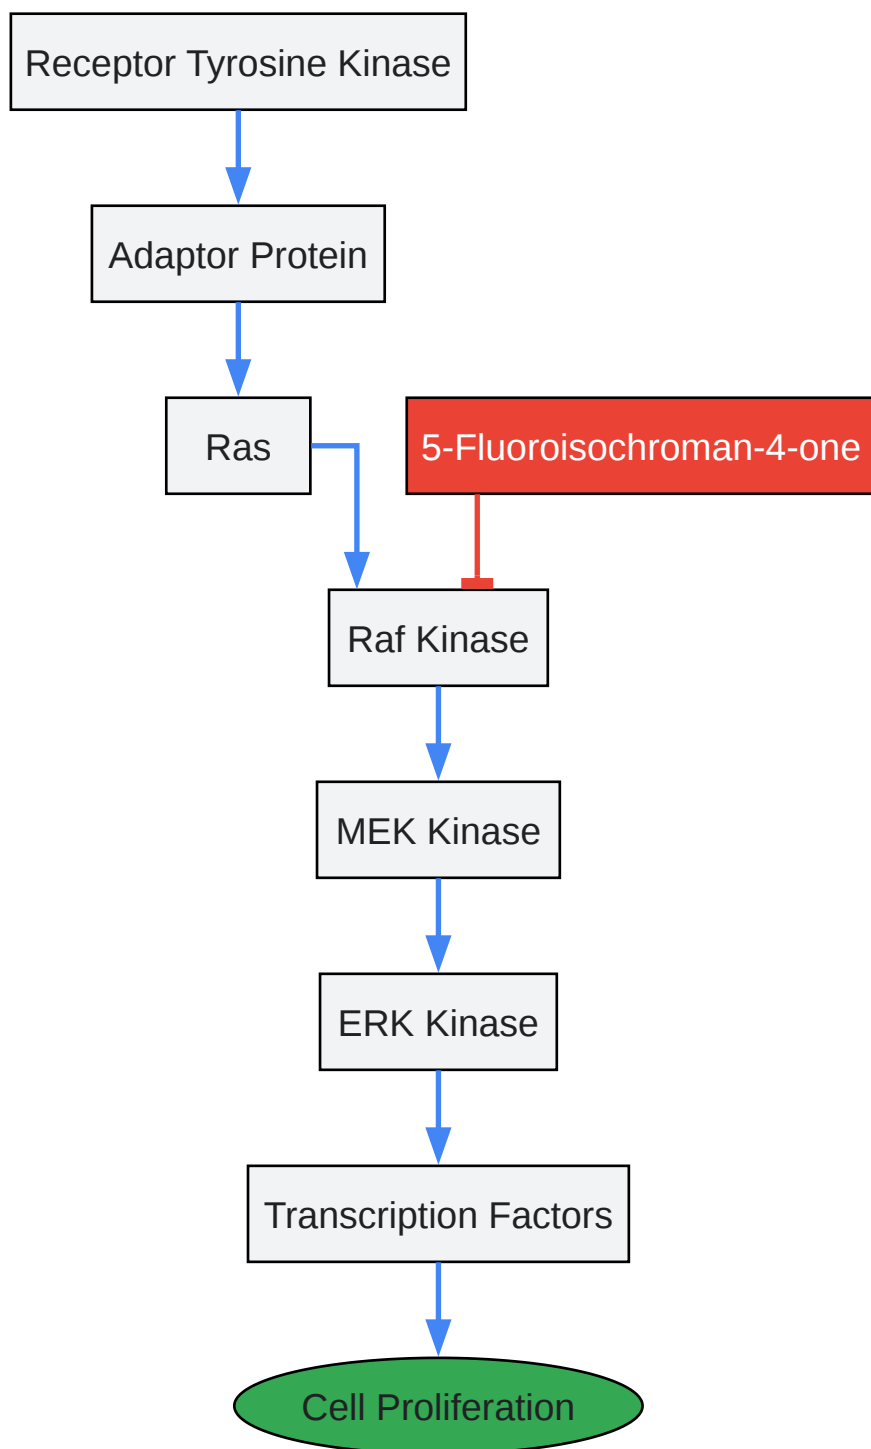 Receptor Tyrosine Kinase
Adaptor Protein
Ras
5-Fluoroisochroman-4-one
Raf Kinase
MEK Kinase
ERK Kinase
Transcription Factors
Cell Proliferation